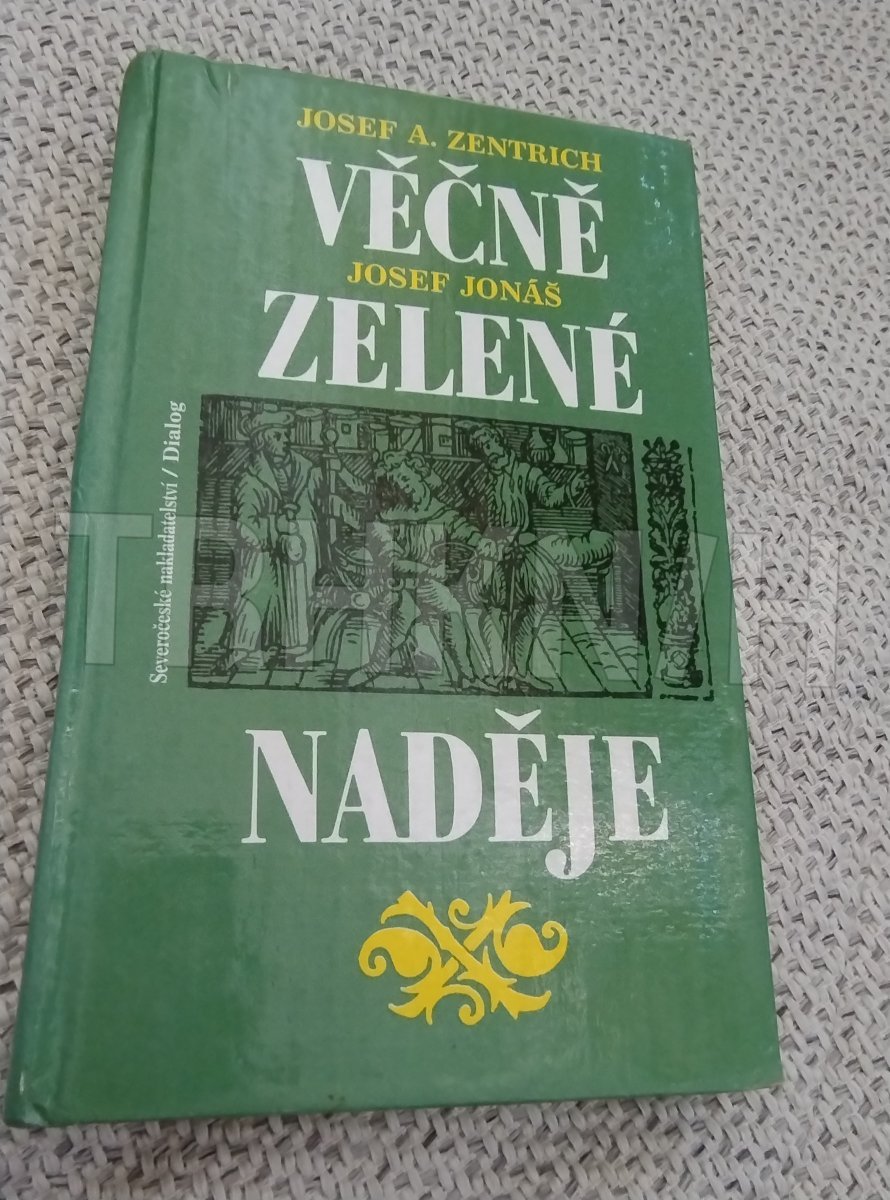 JOSEF A. ZENTRICH
VĚČNĚ
JOSEF JONÁŠ
ZELENÉ
Severočeské nakladatelství / Dialog
NADĚJE